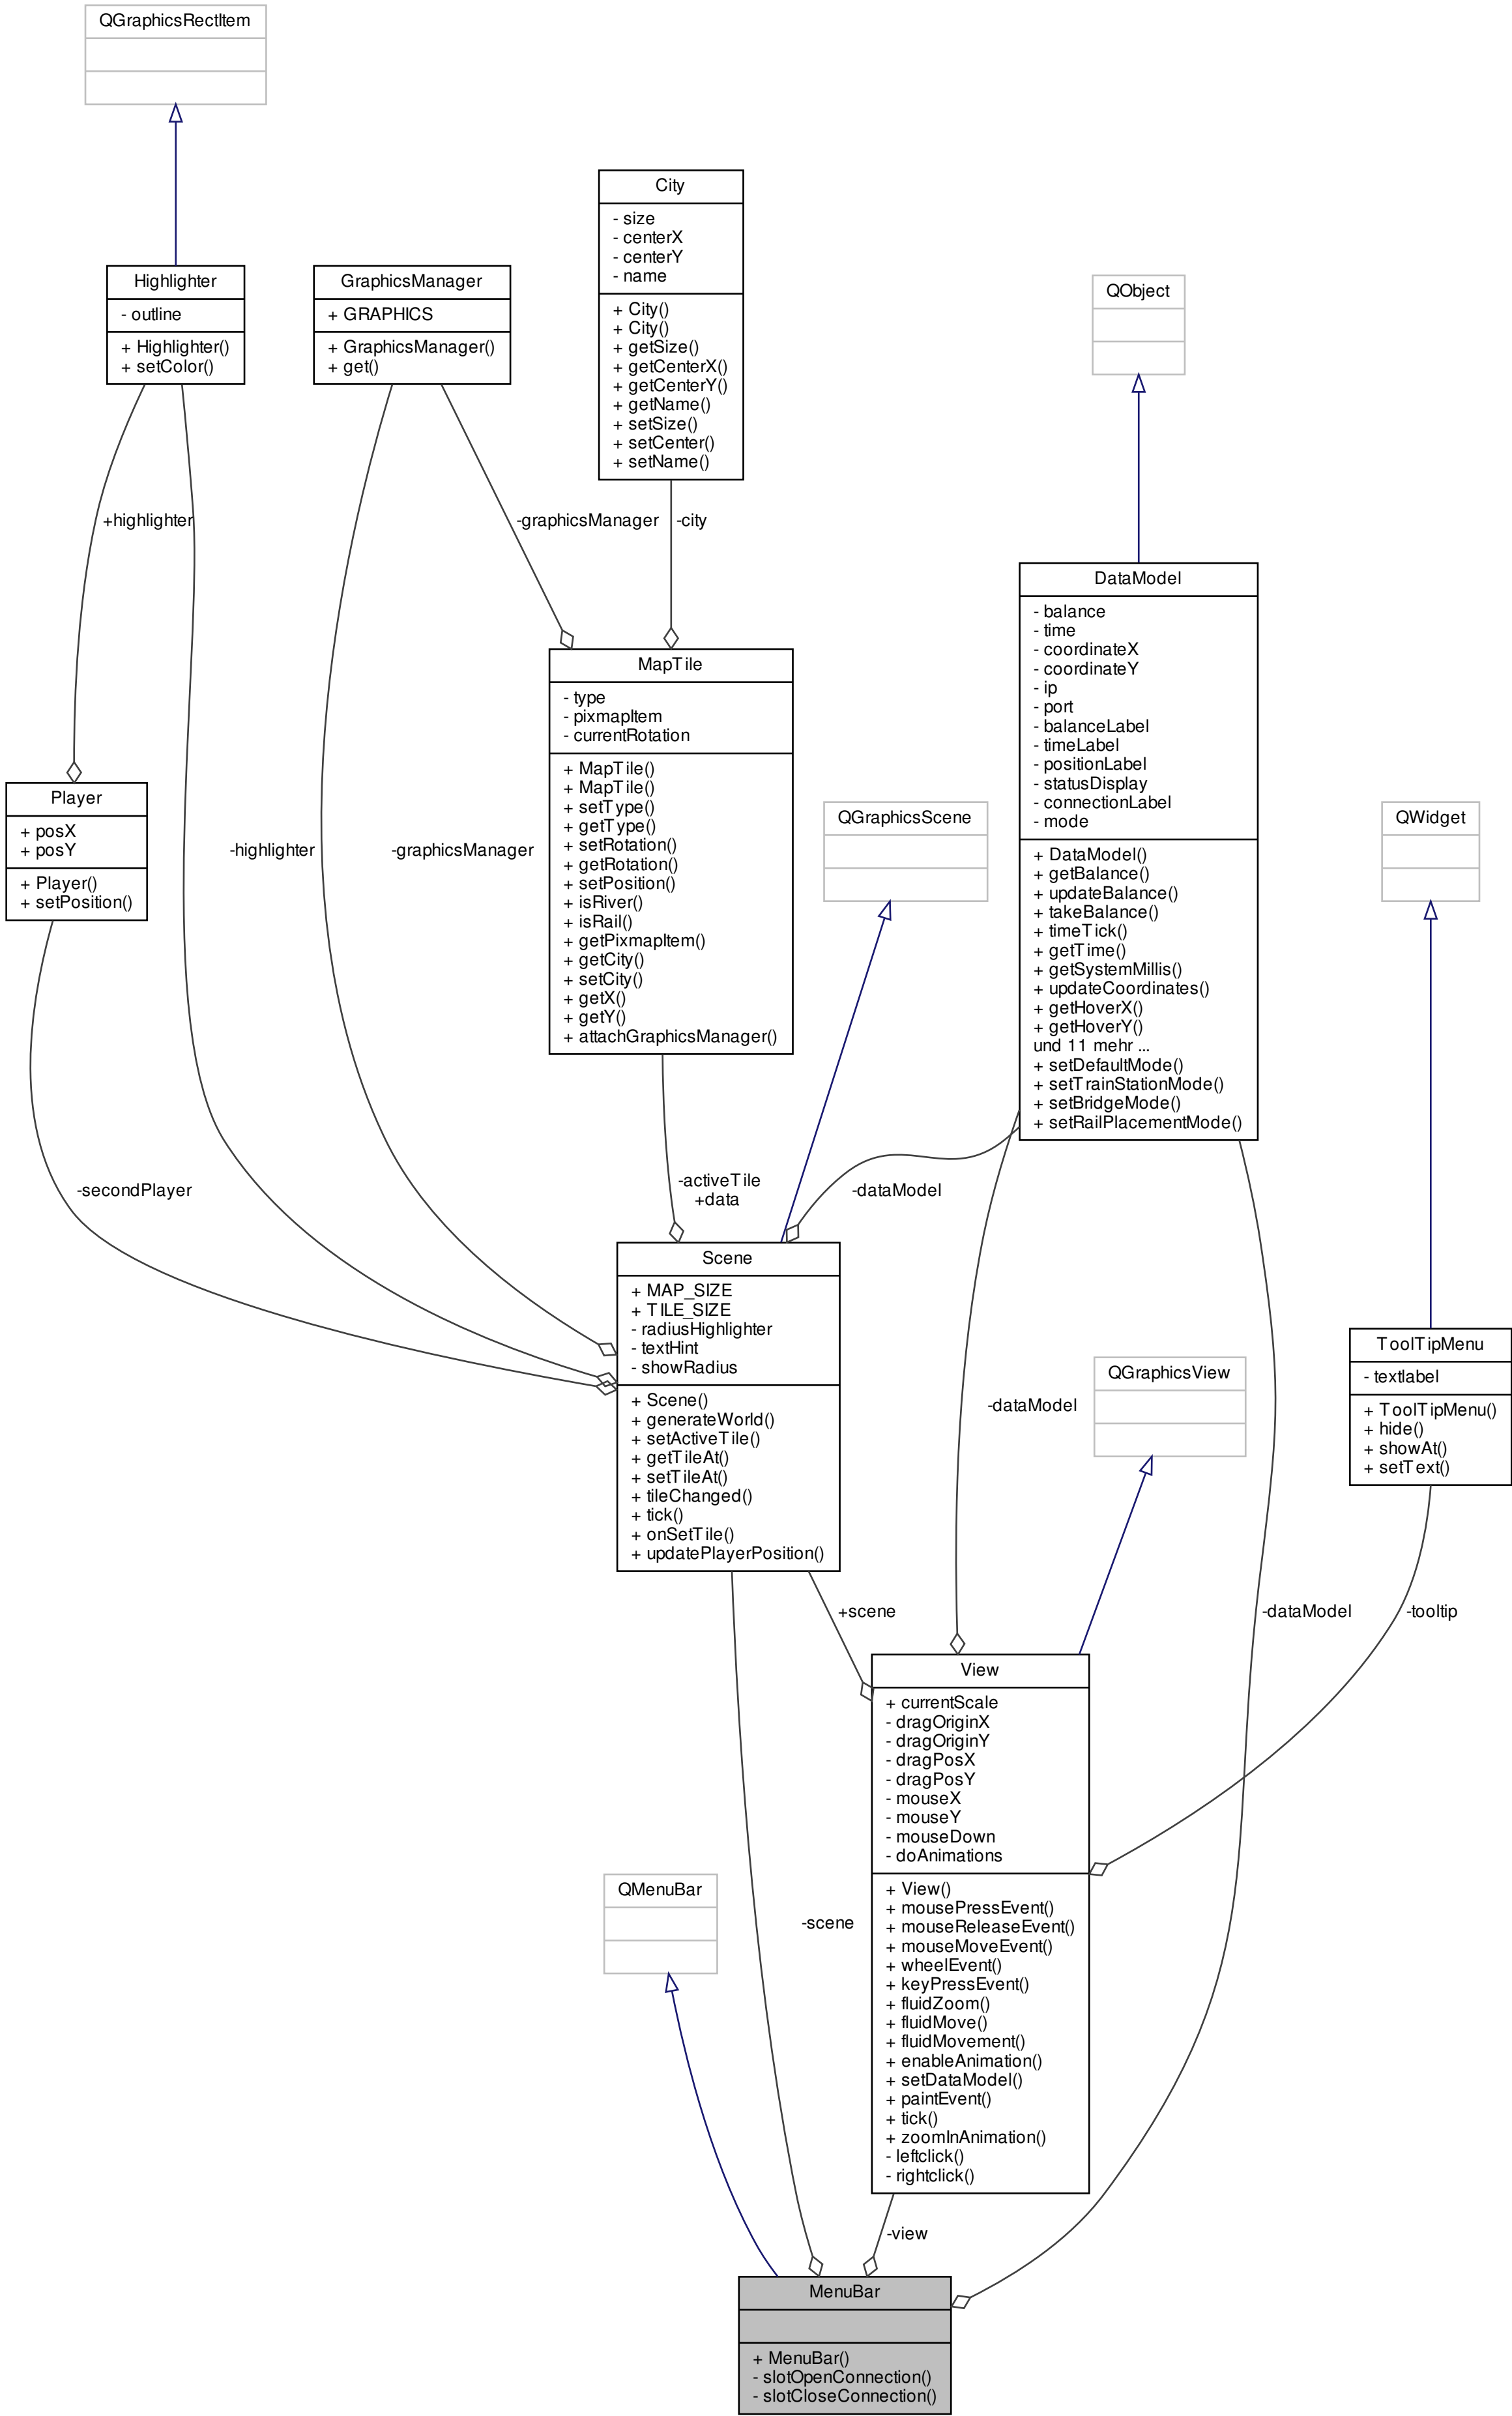 QGraphicsRectItem
City
- size
- centerX
- centerY
- name
+ City()
+ City()
+ getSize()
+ getCenterX()
+ getCenterY()
+ getName()
+ setSize()
+ setCenter()
+ setName()
Highlighter
- outline
+ Highlighter()
+ setColor()
GraphicsManager
+ GRAPHICS
+ GraphicsManager()
+ get()
QObject
+highlighter
-graphicsManager
-city
DataModel
- balance
- time
- coordinateX
- coordinateY
- ip
- port
- balanceLabel
- timeLabel
- positionLabel
- statusDisplay
- connectionLabel
- mode
+ DataModel()
+ getBalance()
+ updateBalance()
+ takeBalance()
+ timeTick()
+ getTime()
+ getSystemMillis()
+ updateCoordinates()
+ getHoverX()
+ getHoverY()
und 11 mehr ...
+ setDefaultMode()
+ setTrainStationMode()
+ setBridgeMode()
+ setRailPlacementMode()
MapTile
- type
- pixmapItem
- currentRotation
+ MapTile()
+ MapTile()
+ setType()
+ getType()
+ setRotation()
+ getRotation()
+ setPosition()
+ isRiver()
+ isRail()
+ getPixmapItem()
+ getCity()
+ setCity()
+ getX()
+ getY()
+ attachGraphicsManager()
Player
+ posX
+ posY
+ Player()
+ setPosition()
-highlighter
-graphicsManager
QGraphicsScene
QWidget
-secondPlayer
-activeTile
+data
-dataModel
Scene
+ MAP_SIZE
+ TILE_SIZE
- radiusHighlighter
- textHint
- showRadius
+ Scene()
+ generateWorld()
+ setActiveTile()
+ getTileAt()
+ setTileAt()
+ tileChanged()
+ tick()
+ onSetTile()
+ updatePlayerPosition()
-dataModel
QGraphicsView
ToolTipMenu
- textlabel
+ ToolTipMenu()
+ hide()
+ showAt()
+ setText()
+scene
-dataModel
-tooltip
View
+ currentScale
- dragOriginX
- dragOriginY
- dragPosX
- dragPosY
- mouseX
- mouseY
- mouseDown
- doAnimations
+ View()
+ mousePressEvent()
+ mouseReleaseEvent()
+ mouseMoveEvent()
+ wheelEvent()
+ keyPressEvent()
+ fluidZoom()
+ fluidMove()
+ fluidMovement()
+ enableAnimation()
+ setDataModel()
+ paintEvent()
+ tick()
+ zoomInAnimation()
- leftclick()
- rightclick()
QMenuBar
-scene
-view
MenuBar
+ MenuBar()
- slotOpenConnection()
- slotCloseConnection()